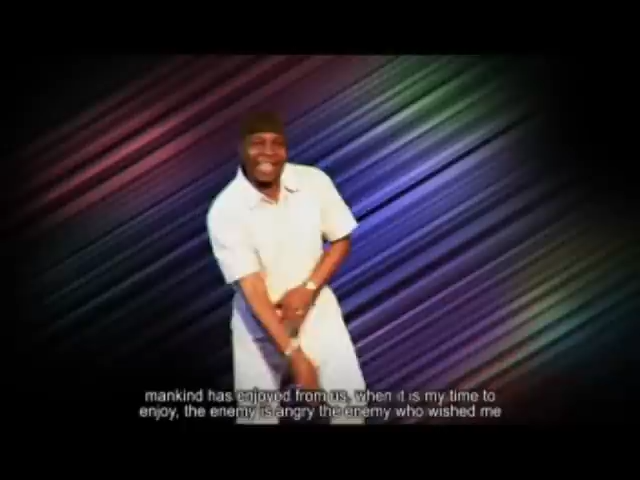 mankind has enjoyed from us, when it is my time to
enjoy, the enemy is angry the enemy who wished me